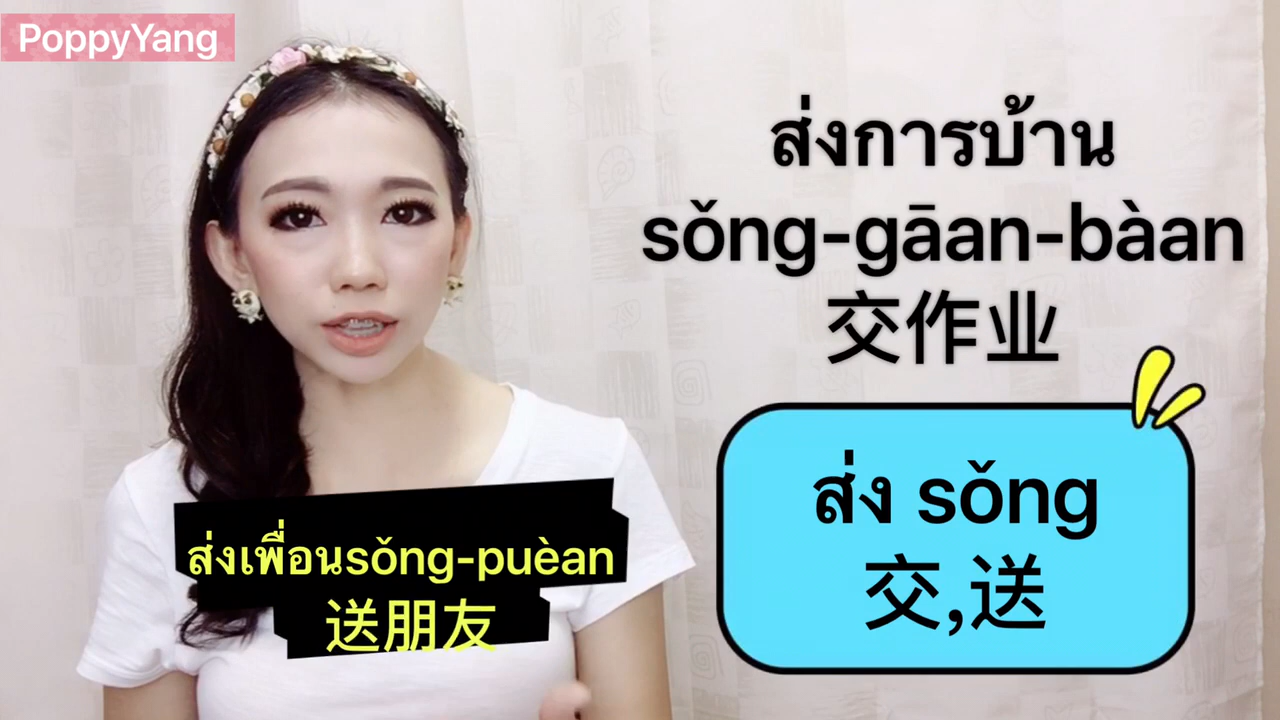 PoppyYang
ส่งการบ้าน
sǒng-gāan-bàan
交作业
ส่ง sǒng
交,送
ส่งเพื่อนsǒng-puèan
送朋友